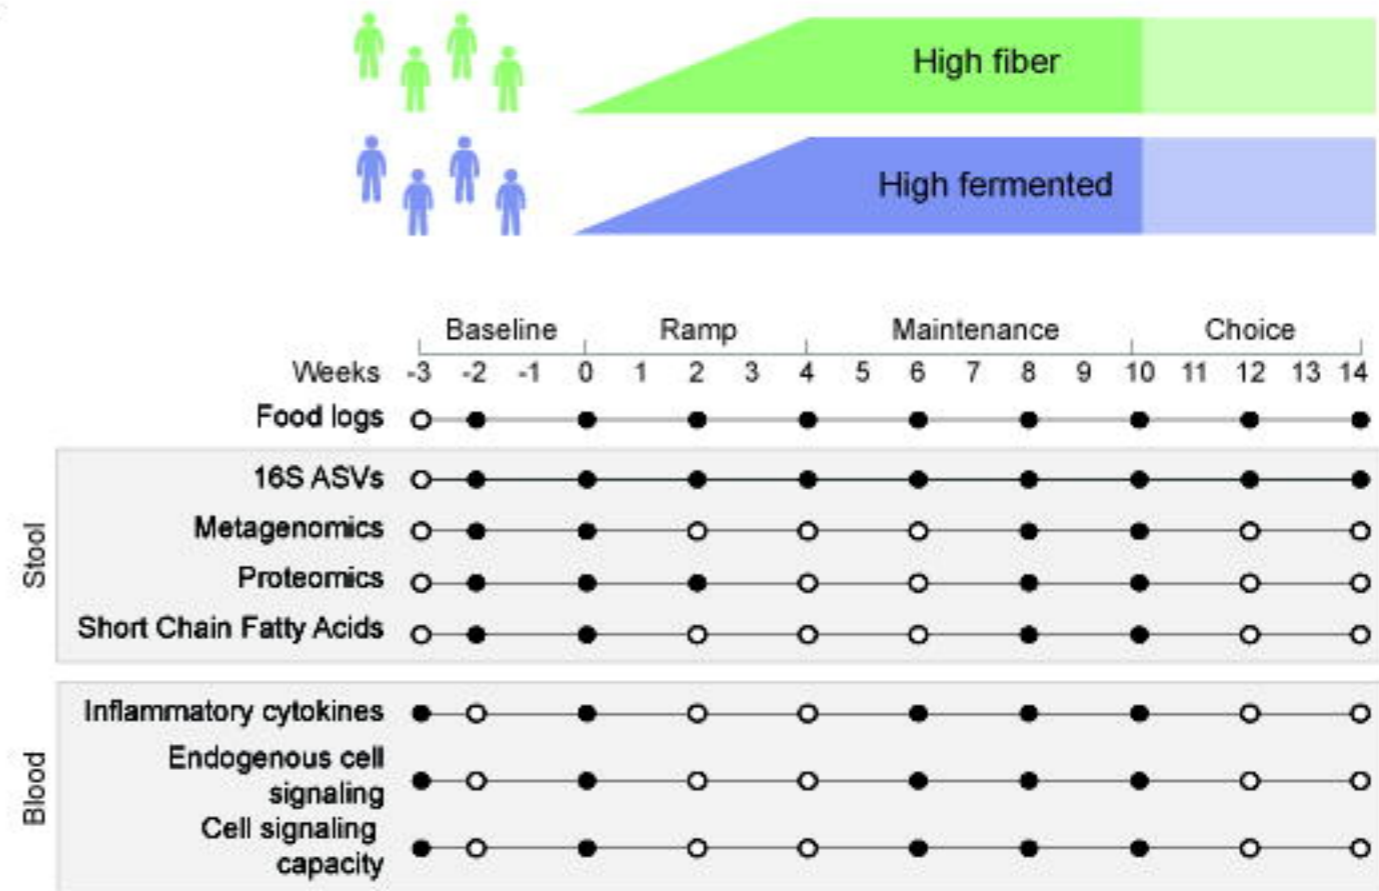 High fiber
High fermented
Baseline Ramp Maintenance Choice
Weeks -3 -2 -1 0 1 2 3 4 5 6 7 8 9 10 11 12 13 14
Food logs
Stool
16S ASVs
Metagenomics
Proteomics
Short Chain Fatty Acids
Blood
Inflammatory cytokines
Endogenous cell
signaling
Cell signaling
capacity